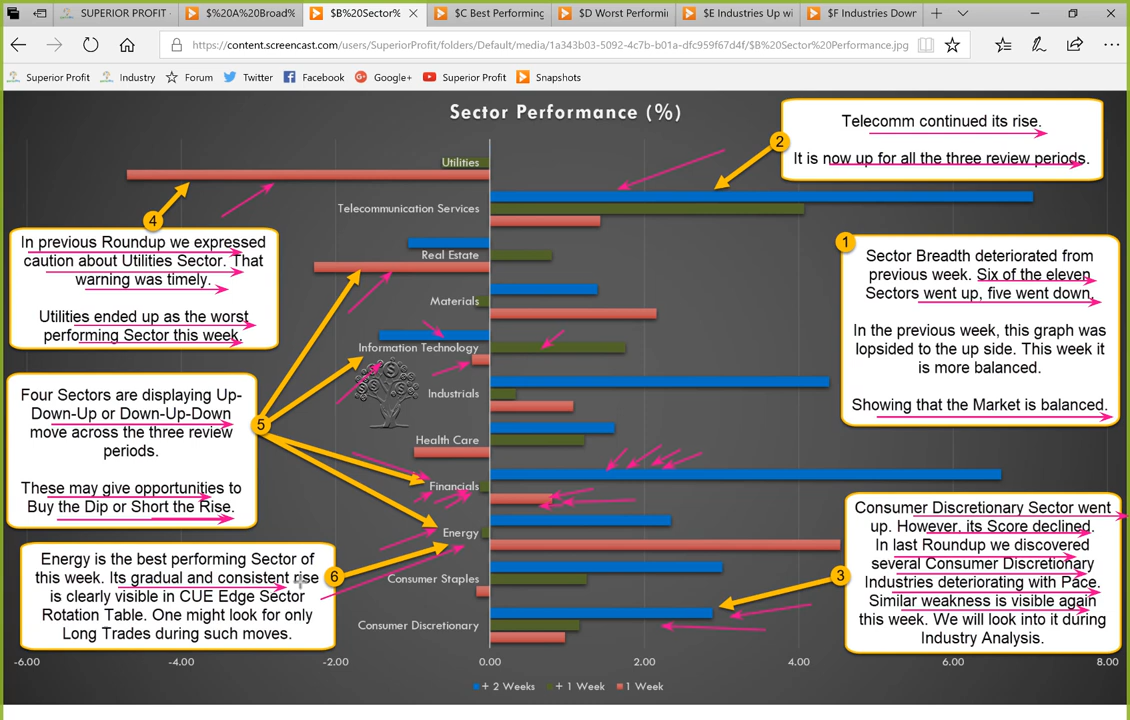 SUPERIOR PROFIT
$%20A%20Broad%
$B%20Sector%
$C Best Performing
$D Worst Performin
$E Industries Up wi
$F Industries Down
https://content.screencast.com/users/SuperiorProfit/folders/Default/media/1a343b03-5092-4c7b-b01a-dfc959f67d4f/$B%20Sector%20Performance.jpg
Superior Profit
Industry
Forum
Twitter
Facebook
Google+
Superior Profit
Snapshots
Sector Performance (%)
2
Telecomm continued its rise.
It is now up for all the three review periods.
4
In previous Roundup we expressed
caution about Utilities Sector. That
warning was timely.
Utilities ended up as the worst
performing Sector this week.
1
Sector Breadth deteriorated from
previous week. Six of the eleven
Sectors went up, five went down.
In the previous week, this graph was
lopsided to the up side. This week it
is more balanced.
Showing that the Market is balanced.
5
Four Sectors are displaying Up-
Down-Up or Down-Up-Down
move across the three review
periods.
These may give opportunities to
Buy the Dip or Short the Rise.
6
Energy is the best performing Sector of
this week. Its gradual and consistent rise
is clearly visible in CUE Edge Sector
Rotation Table. One might look for only
Long Trades during such moves.
3
Consumer Discretionary Sector went
up. However, its Score declined.
In last Roundup we discovered
several Consumer Discretionary
Industries deteriorating with Pace.
Similar weakness is visible again
this week. We will look into it during
Industry Analysis.
Utilities
Telecommunication Services
Real Estate
Materials
Information Technology
Industrials
Health Care
Financials
Energy
Consumer Staples
Consumer Discretionary
-6.00
-4.00
-2.00
0.00
2.00
4.00
6.00
8.00
+ 2 Weeks
+ 1 Week
1 Week